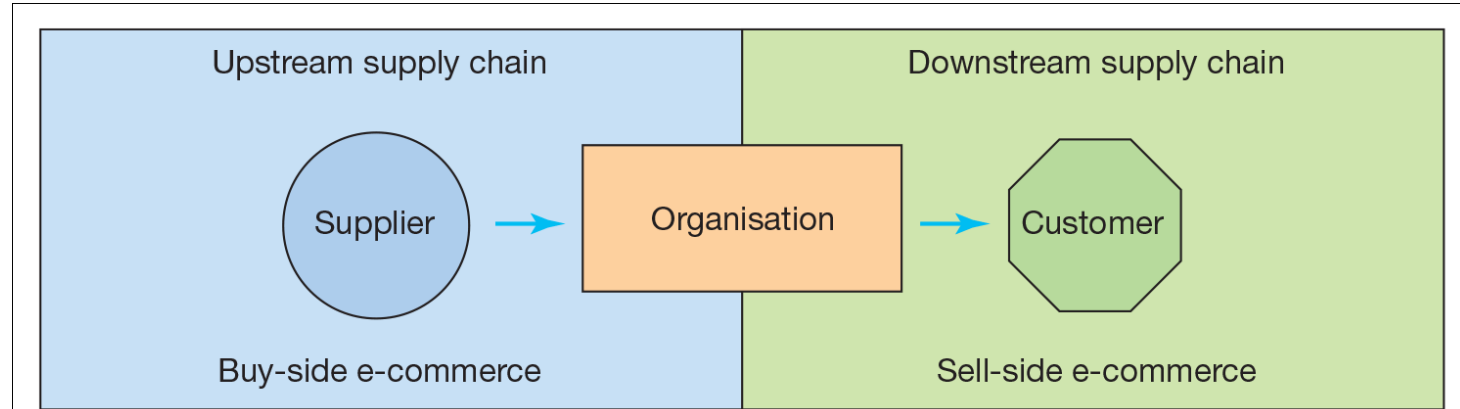 Upstream supply chain
Downstream supply chain
Supplier
Organisation
Customer
Buy-side e-commerce
Sell-side e-commerce